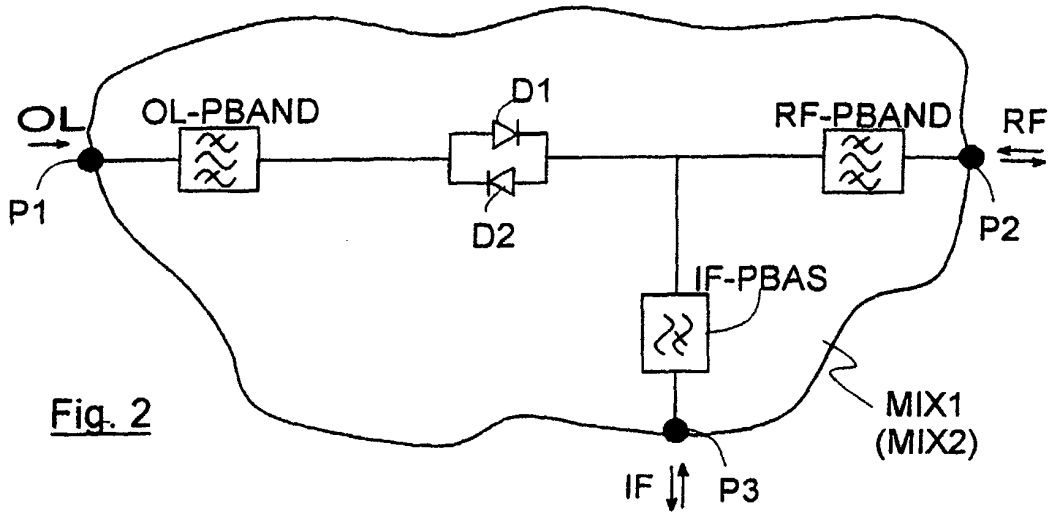 D1
OL-PBAND
RF-PBAND
OL
RF
P1
D2
P2
IF-PBAS
MIX1
(MIX2)
Fig. 2
IF
P3